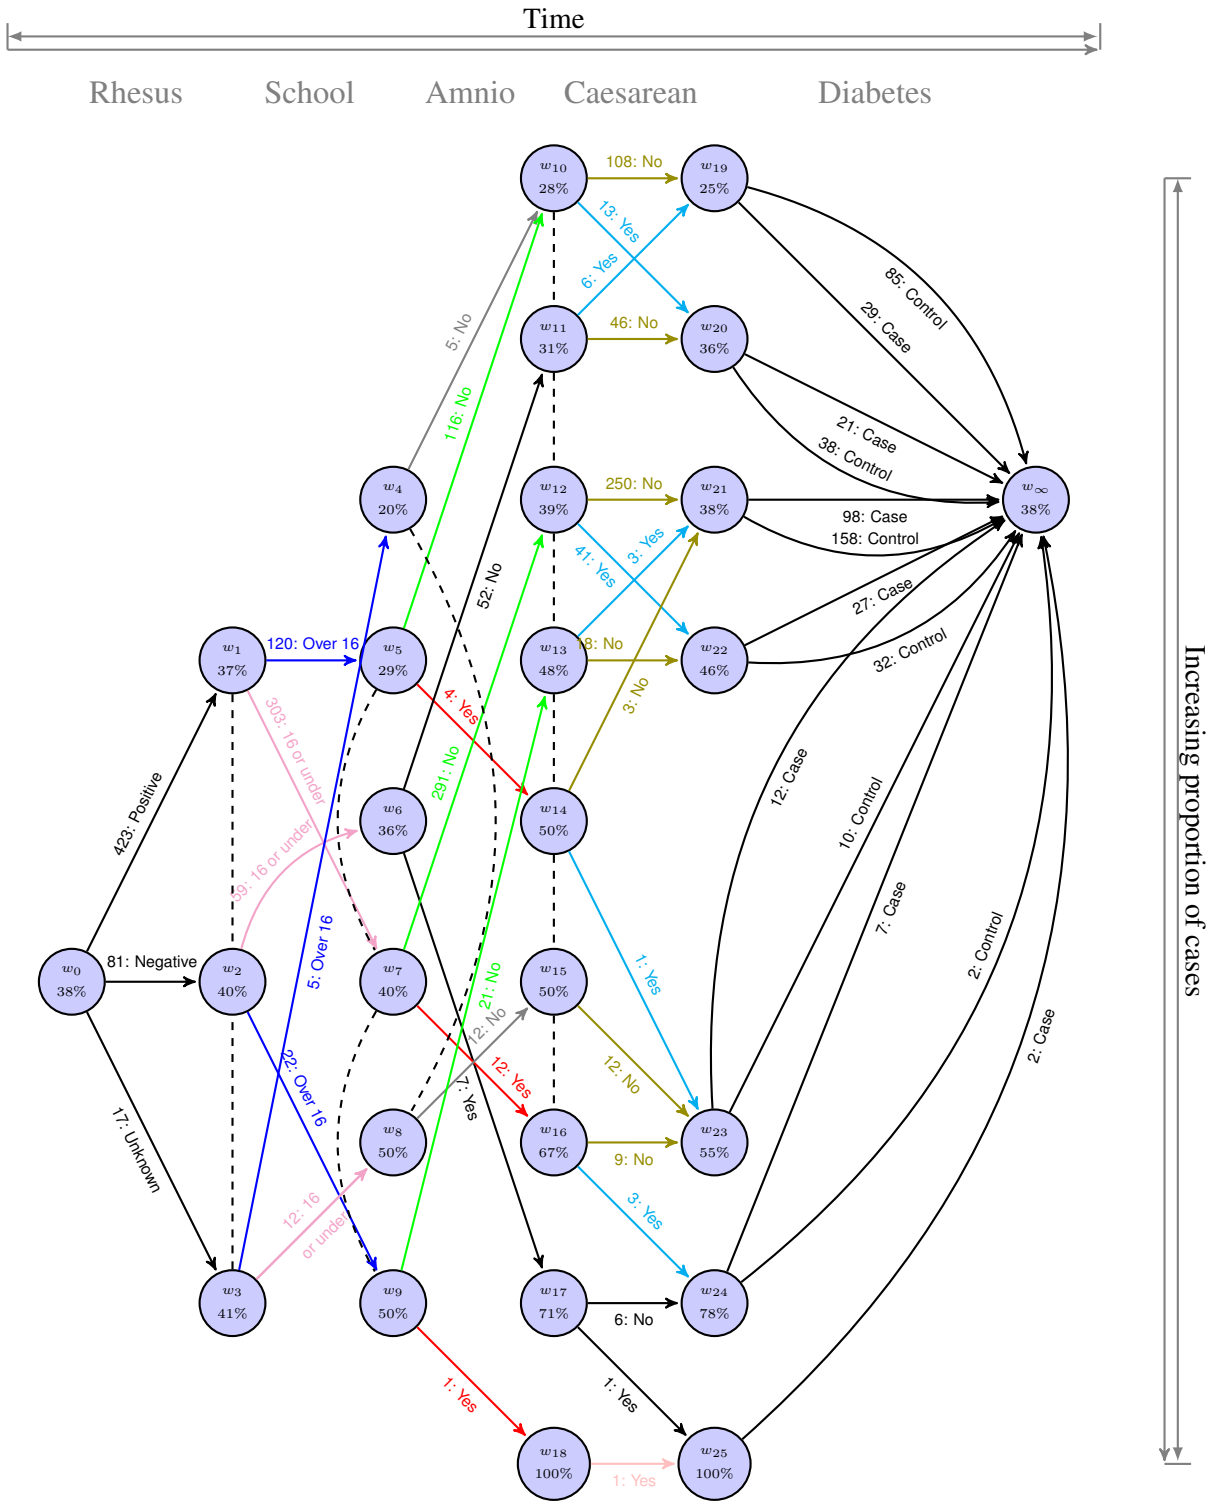 Time
Rhesus School Amnio Caesarean Diabetes
w10
28%
108: No
w19
25%
13: Yes
6: Yes
85: Control
29: Case
w11
31%
46: No
w20
36%
5: No
116: No
21: Case
38: Control
w4
20%
w12
39%
250: No
w21
38%
98: Case
158: Control
w∞
38%
52: No
41: Yes
3: Yes
27: Case
32: Control
w1
37%
120: Over 16
w5
29%
w13
48%
18: No
w22
46%
303: 16 or under
4: Yes
3: No
291: No
12: Case
10: Control
423: Positive
59: 16 or under
w6
36%
w14
50%
Increasing proportion of cases
7: Case
2: Control
w0
38%
81: Negative
w2
40%
5: Over 16
w7
40%
21: No
w15
50%
1: Yes
12: No
12: Yes
7: Yes
12: No
2: Case
22: Over 16
17: Unknown
w8
50%
w16
67%
9: No
w23
55%
12: 16
or under
3: Yes
w3
41%
w9
50%
w17
71%
6: No
w24
78%
1: Yes
1: Yes
w18
100%
1: Yes
w25
100%